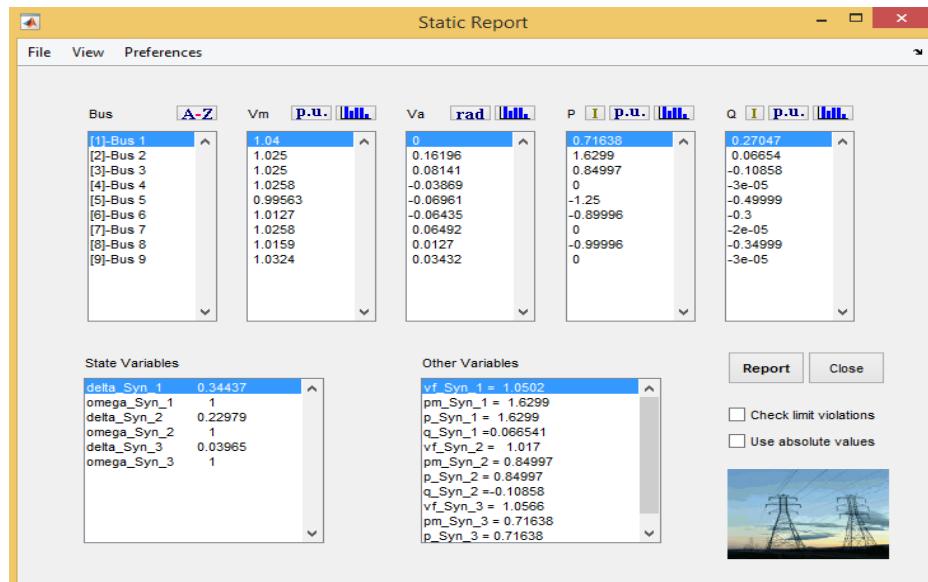 Static Report
File View Preferences
Bus A-Z Vm p.u. Va rad P I p.u. Q I p.u.
[1]-Bus 1 1.04 0 0.71638 0.27047
[2]-Bus 2 1.025 0.16196 1.6299 0.06654
[3]-Bus 3 1.025 0.08141 0.84997 -0.10858
[4]-Bus 4 1.0258 -0.03869 0 -3e-05
[5]-Bus 5 0.99563 -0.06961 -1.25 -0.49999
[6]-Bus 6 1.0127 -0.06435 -0.89996 -0.3
[7]-Bus 7 1.0258 0.06492 0 -2e-05
[8]-Bus 8 1.0159 0.0127 -0.99996 -0.34999
[9]-Bus 9 1.0324 0.03432 0 -3e-05
State Variables
delta_Syn_1 0.34437
omega_Syn_1 1
delta_Syn_2 0.22979
omega_Syn_2 1
delta_Syn_3 0.03965
omega_Syn_3 1
Other Variables
vf_Syn_1 = 1.0502
pm_Syn_1 = 1.6299
p_Syn_1 = 1.6299
q_Syn_1 =0.066541
vf_Syn_2 = 1.017
pm_Syn_2 = 0.84997
p_Syn_2 = 0.84997
q_Syn_2 =-0.10858
vf_Syn_3 = 1.0566
pm_Syn_3 = 0.71638
p_Syn_3 = 0.71638
Report Close
Check limit violations
Use absolute values